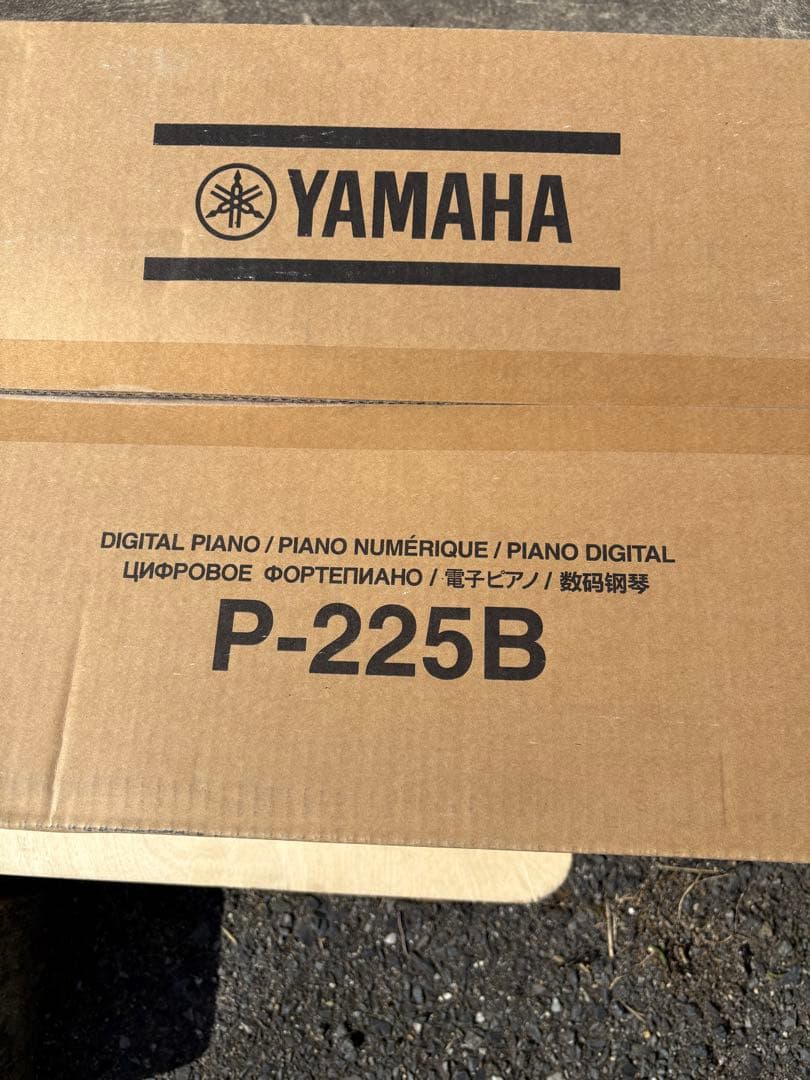 YAMAHA
DIGITAL PIANO / PIANO NUMÉRIQUE / PIANO DIGITAL
ЦИФРОВОЕ ФОРТЕПИАНО / 電子ピアノ / 数码钢琴
P-225B